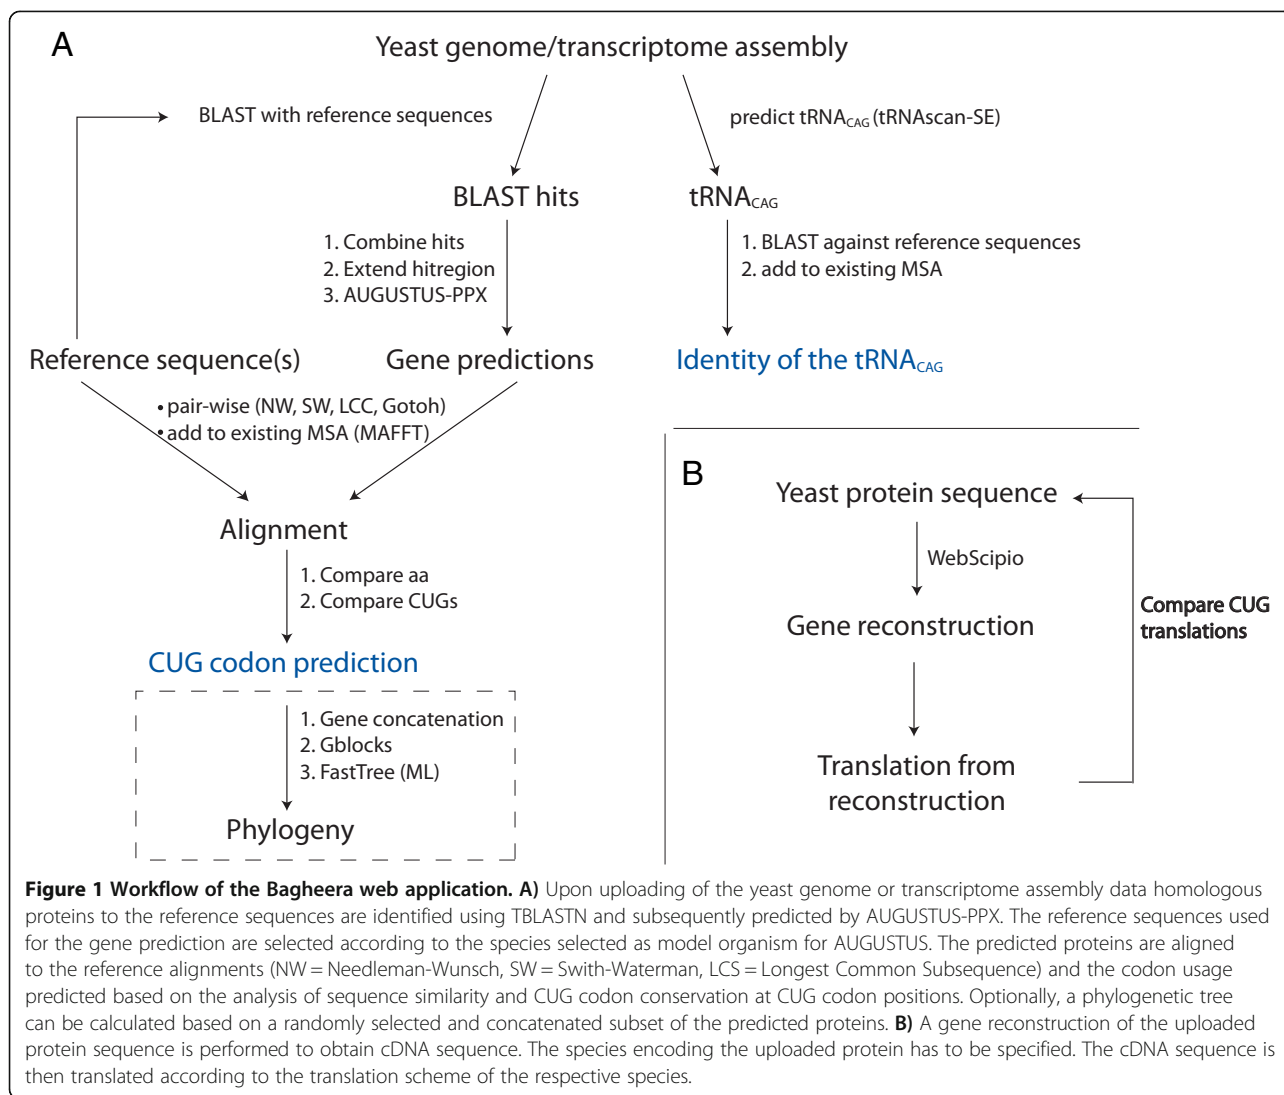 A
Yeast genome/transcriptome assembly
BLAST with reference sequences
predict tRNACAG (tRNAscan-SE)
BLAST hits
tRNACAG
1. Combine hits
2. Extend hitregion
3. AUGUSTUS-PPX
1. BLAST against reference sequences
2. add to existing MSA
Reference sequence(s)
Gene predictions
Identity of the tRNACAG
• pair-wise (NW, SW, LCC, Gotoh)
• add to existing MSA (MAFFT)
Alignment
1. Compare aa
2. Compare CUGs
CUG codon prediction
1. Gene concatenation
2. Gblocks
3. FastTree (ML)
Phylogeny
B
Yeast protein sequence
WebScipio
Gene reconstruction
Compare CUG
translations
Translation from
reconstruction
Figure 1 Workflow of the Bagheera web application. A) Upon uploading of the yeast genome or transcriptome assembly data homologous
proteins to the reference sequences are identified using TBLASTN and subsequently predicted by AUGUSTUS-PPX. The reference sequences used
for the gene prediction are selected according to the species selected as model organism for AUGUSTUS. The predicted proteins are aligned
to the reference alignments (NW = Needleman-Wunsch, SW = Swith-Waterman, LCS = Longest Common Subsequence) and the codon usage
predicted based on the analysis of sequence similarity and CUG codon conservation at CUG codon positions. Optionally, a phylogenetic tree
can be calculated based on a randomly selected and concatenated subset of the predicted proteins. B) A gene reconstruction of the uploaded
protein sequence is performed to obtain cDNA sequence. The species encoding the uploaded protein has to be specified. The cDNA sequence is
then translated according to the translation scheme of the respective species.